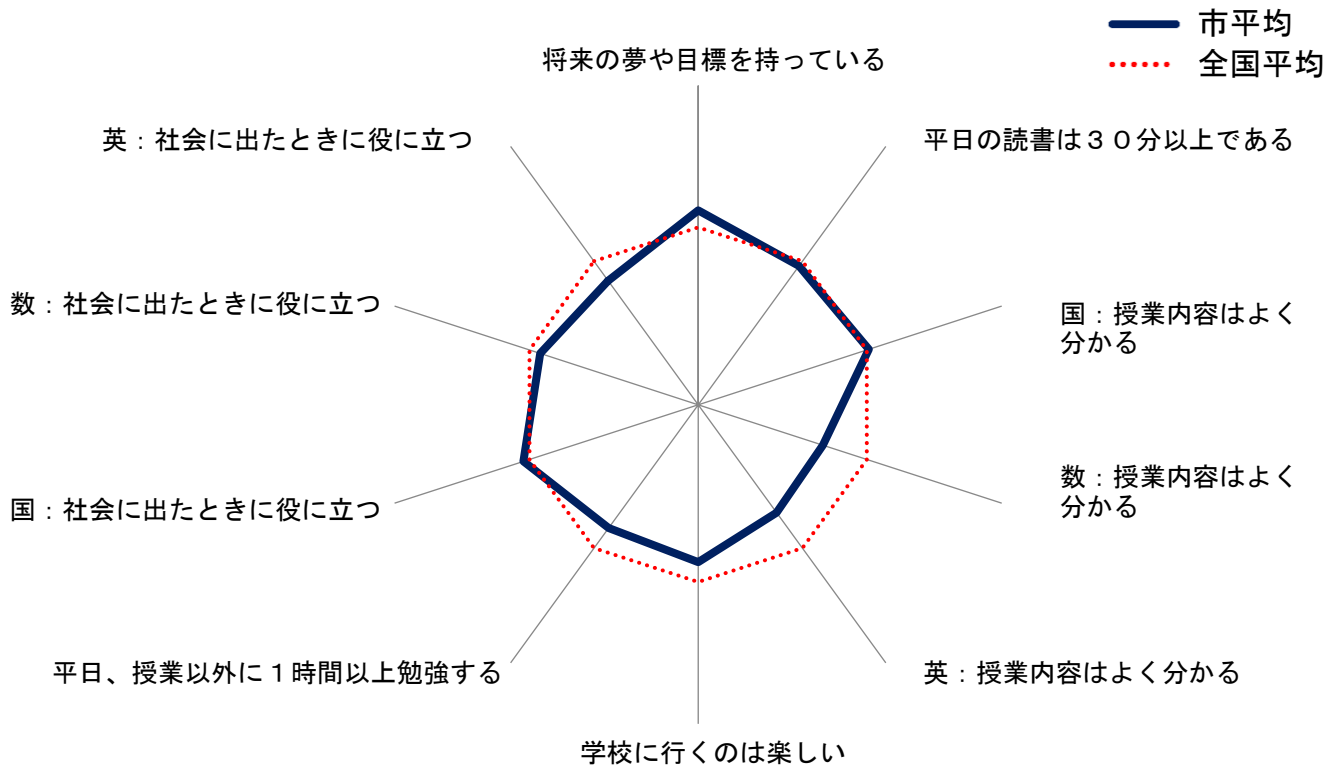 市平均
全国平均
将来の夢や目標を持っている
英：社会に出たときに役に立つ
平日の読書は３０分以上である
数：社会に出たときに役に立つ
国：授業内容はよく
分かる
国：社会に出たときに役に立つ
数：授業内容はよく
分かる
平日、授業以外に１時間以上勉強する
英：授業内容はよく分かる
学校に行くのは楽しい